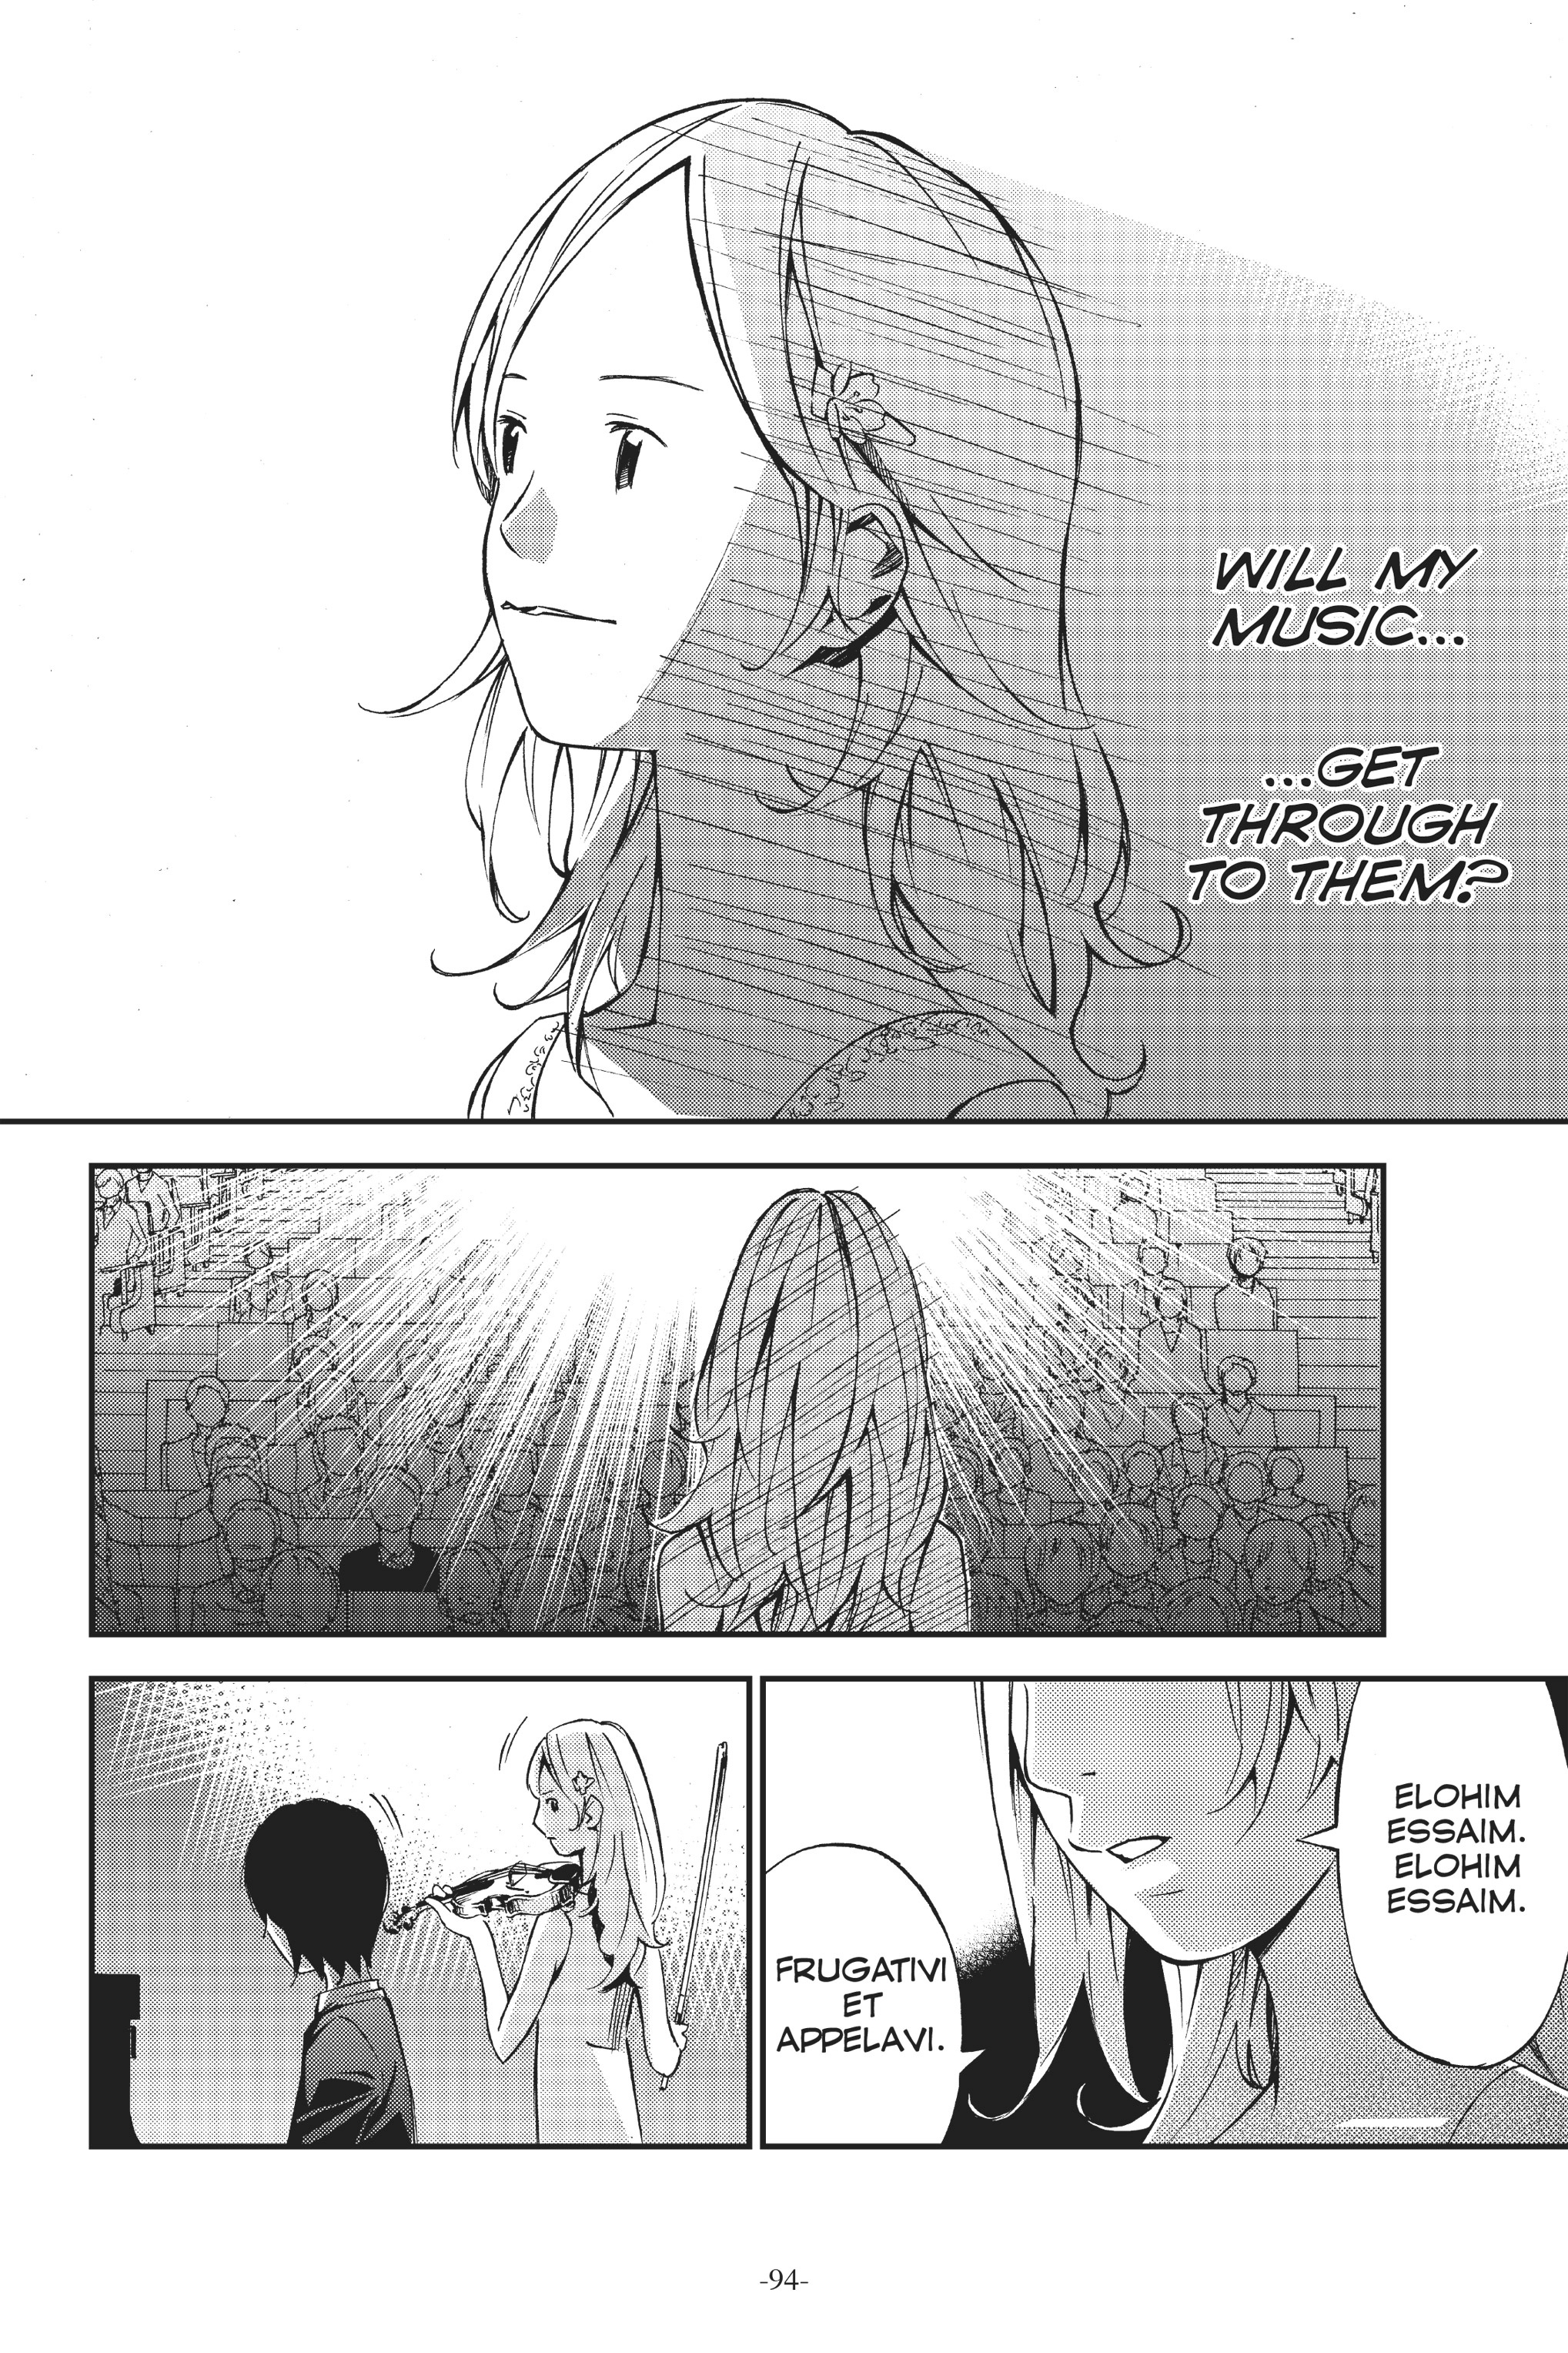 WILL MY
MUSIC...
...GET
THROUGH
TO THEM?
ELOHIM
ESSAIM.
ELOHIM
ESSAIM.
FRUGATIVI
ET
APPELAVI.
-94-